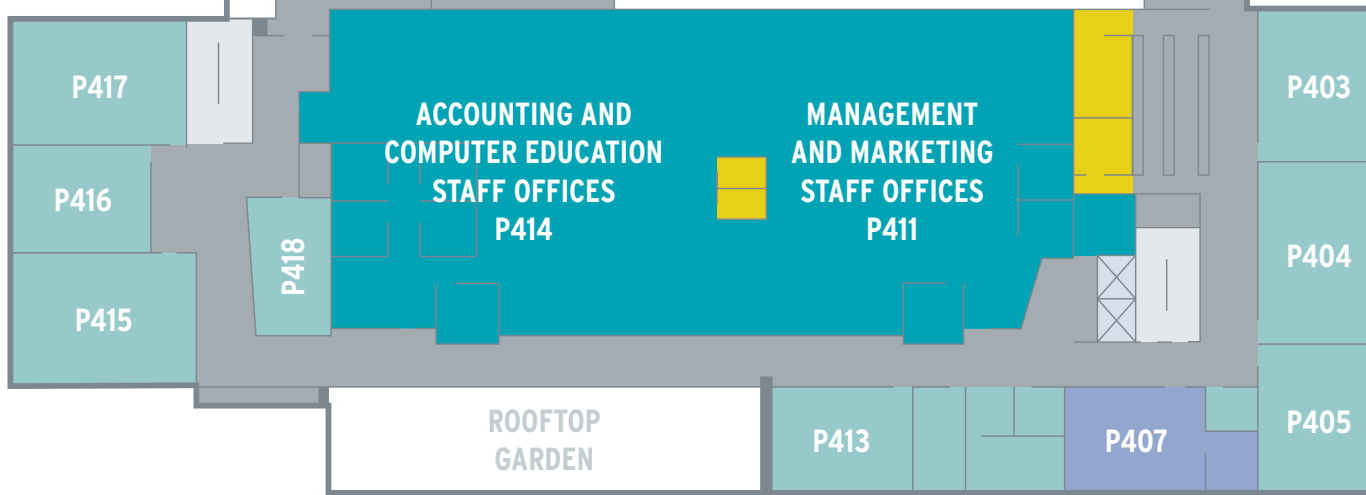 P417
ACCOUNTING AND
COMPUTER EDUCATION
STAFF OFFICES
P414
MANAGEMENT
AND MARKETING
STAFF OFFICES
P411
P403
P416
P418
P404
P415
ROOFTOP
GARDEN
P413
P407
P405